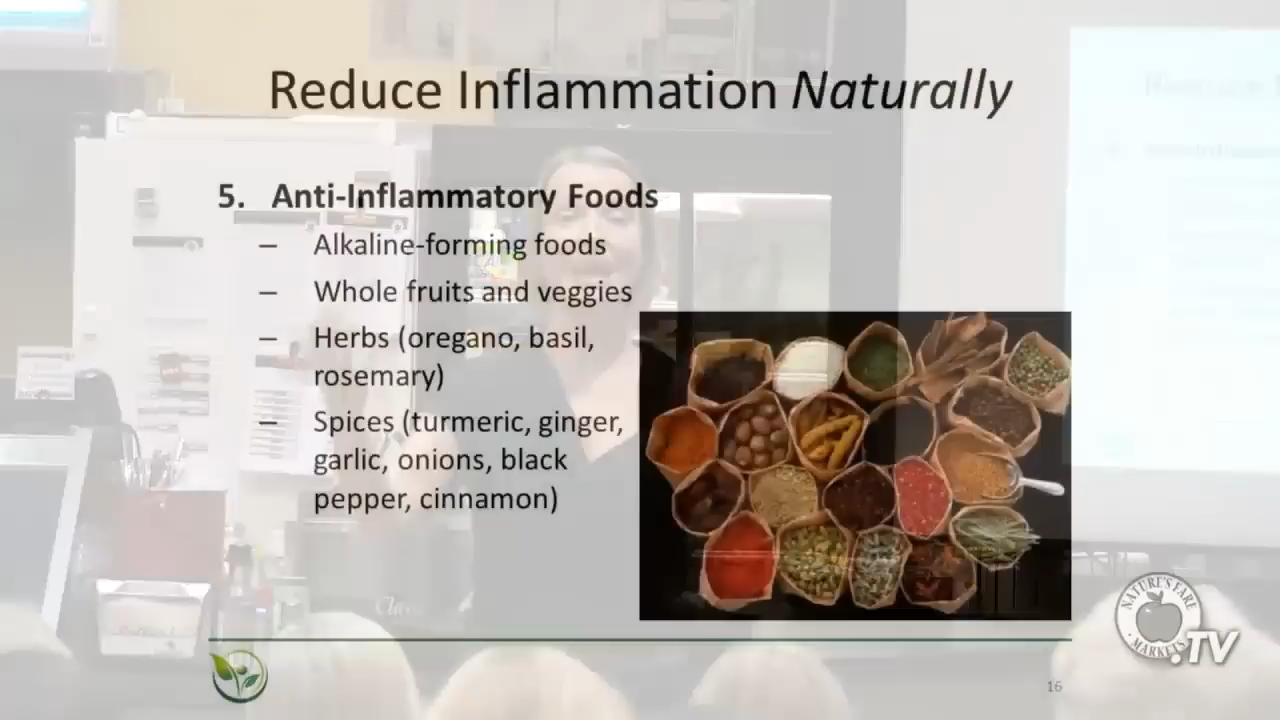 Reduce Inflammation Naturally
5. Anti-Inflammatory Foods
– Alkaline-forming foods
– Whole fruits and veggies
– Herbs (oregano, basil,
rosemary)
– Spices (turmeric, ginger,
garlic, onions, black
pepper, cinnamon)
NATURE'S FARE
• MARKETS •
.TV
16